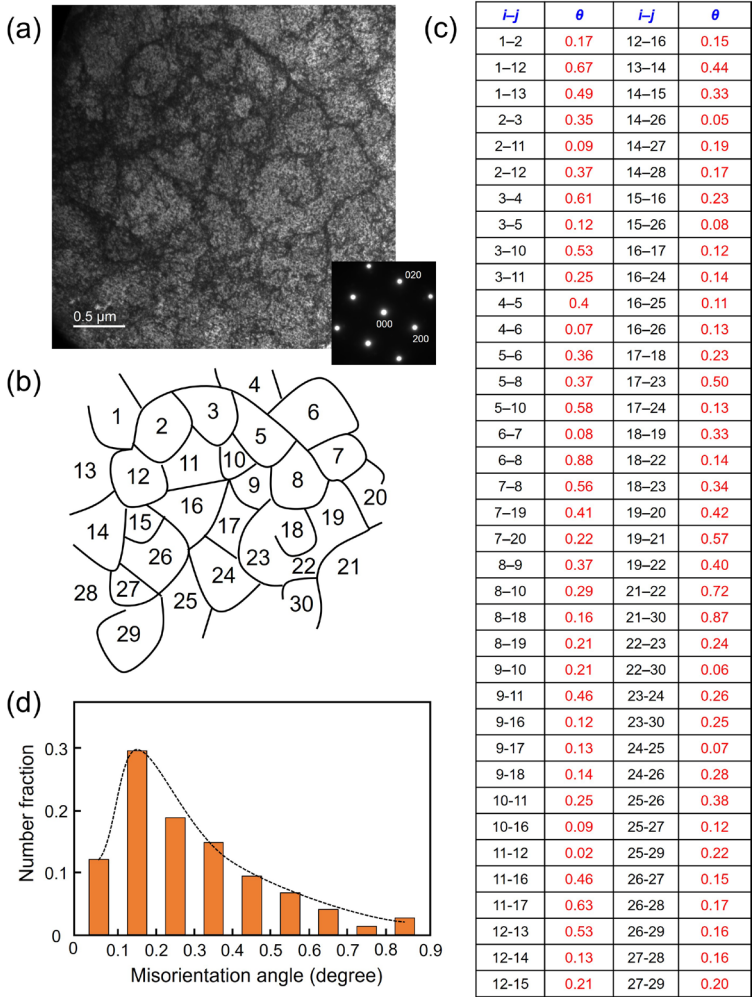 (a)
020
000
200
0.5 µm
(b)
1
2
3
4
5
6
7
8
9
10
11
12
13
14
15
16
17
18
19
20
21
22
23
24
25
26
27
28
29
30
(c)
i–j θ i–j θ
1–2 0.17 12–16 0.15
1–12 0.67 13–14 0.44
1–13 0.49 14–15 0.33
2–3 0.35 14–26 0.05
2–11 0.09 14–27 0.19
2–12 0.37 14–28 0.17
3–4 0.61 15–16 0.23
3–5 0.12 15–26 0.08
3–10 0.53 16–17 0.12
3–11 0.25 16–24 0.14
4–5 0.4 16–25 0.11
4–6 0.07 16–26 0.13
5–6 0.36 17–18 0.23
5–8 0.37 17–23 0.50
5–10 0.58 17–24 0.13
6–7 0.08 18–19 0.33
6–8 0.88 18–22 0.14
7–8 0.56 18–23 0.34
7–19 0.41 19–20 0.42
7–20 0.22 19–21 0.57
8–9 0.37 19–22 0.40
8–10 0.29 21–22 0.72
8–18 0.16 21–30 0.87
8–19 0.21 22–23 0.24
9–10 0.21 22–30 0.06
9-11 0.46 23-24 0.26
9-16 0.12 23-30 0.25
9-17 0.13 24-25 0.07
9-18 0.14 24-26 0.28
10-11 0.25 25-26 0.38
10-16 0.09 25-27 0.12
11-12 0.02 25-29 0.22
11-16 0.46 26-27 0.15
11-17 0.63 26-28 0.17
12-13 0.53 26-29 0.16
12-14 0.13 27-28 0.16
12-15 0.21 27-29 0.20
(d)
Number fraction
0.3
0.2
0.1
0
0 0.1 0.2 0.3 0.4 0.5 0.6 0.7 0.8 0.9
Misorientation angle (degree)